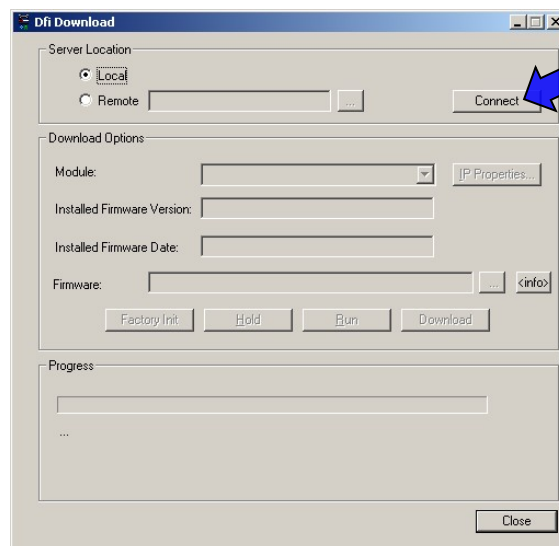 Dfi Download
Server Location
Local
Remote ...
Connect
Download Options
Module:
IP Properties...
Installed Firmware Version:
Installed Firmware Date:
Firmware: ... <info>
Factory Init Hold Run Download
Progress
...
Close